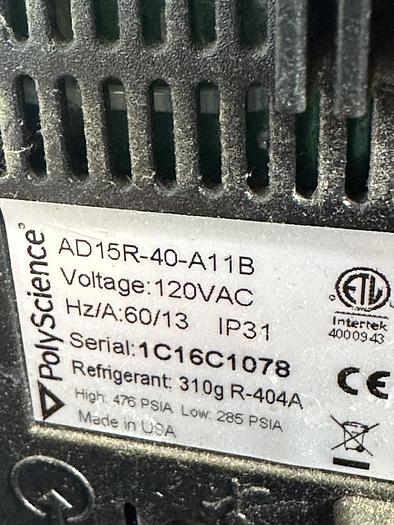 PolyScience
AD15R-40-A11B
Voltage:120VAC
Hz/A:60/13 IP31
Serial:1C16C1078
Refrigerant: 310g R-404A
High: 476 PSIA Low: 285 PSIA
Made in USA
ETL
Intertek
4000943
CE